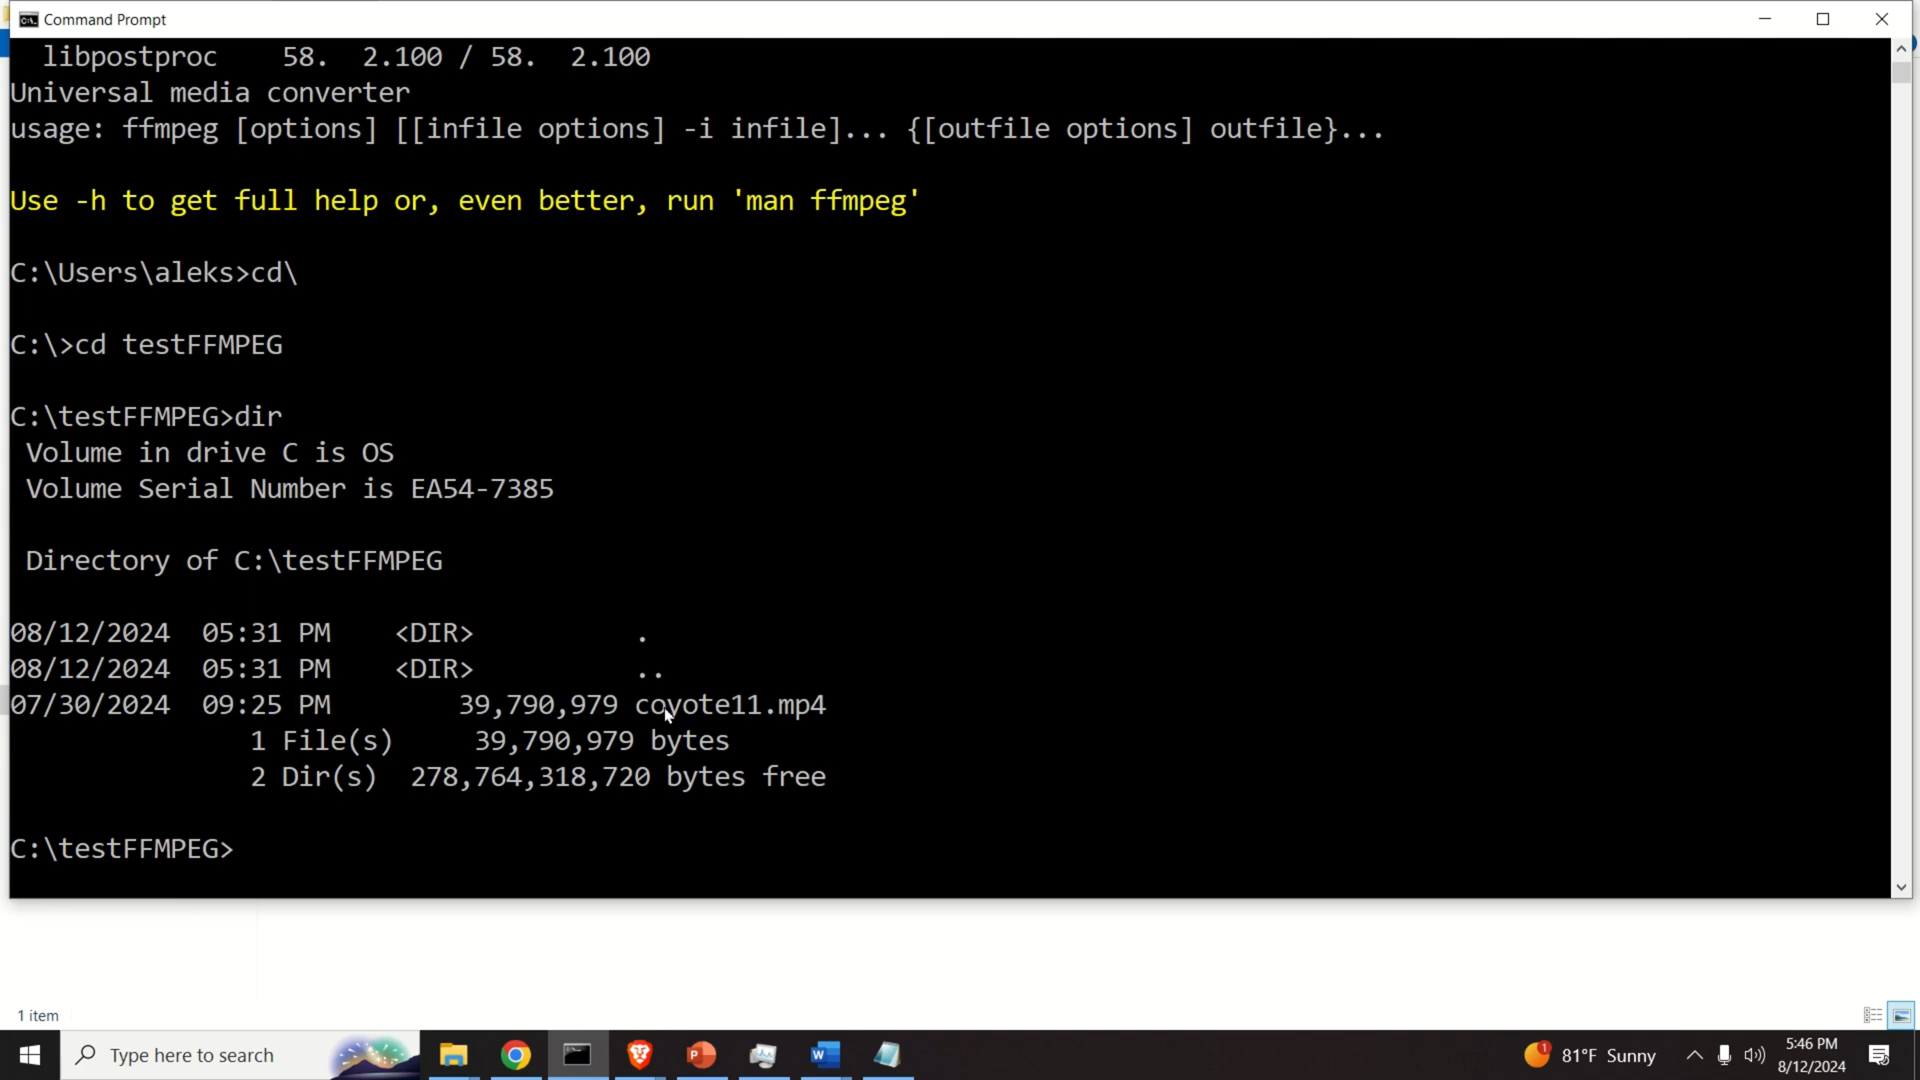 Command Prompt
libpostproc    58.  2.100 / 58.  2.100
Universal media converter
usage: ffmpeg [options] [[infile options] -i infile]... {[outfile options] outfile}...
Use -h to get full help or, even better, run 'man ffmpeg'
C:\Users\aleks>cd\
C:\>cd testFFMPEG
C:\testFFMPEG>dir
Volume in drive C is OS
Volume Serial Number is EA54-7385
Directory of C:\testFFMPEG
08/12/2024  05:31 PM    <DIR>          .
08/12/2024  05:31 PM    <DIR>          ..
07/30/2024  09:25 PM        39,790,979 coyote11.mp4
1 File(s)     39,790,979 bytes
2 Dir(s)  278,764,318,720 bytes free
C:\testFFMPEG>
1 item
Type here to search
1
81°F Sunny
5:46 PM
8/12/2024